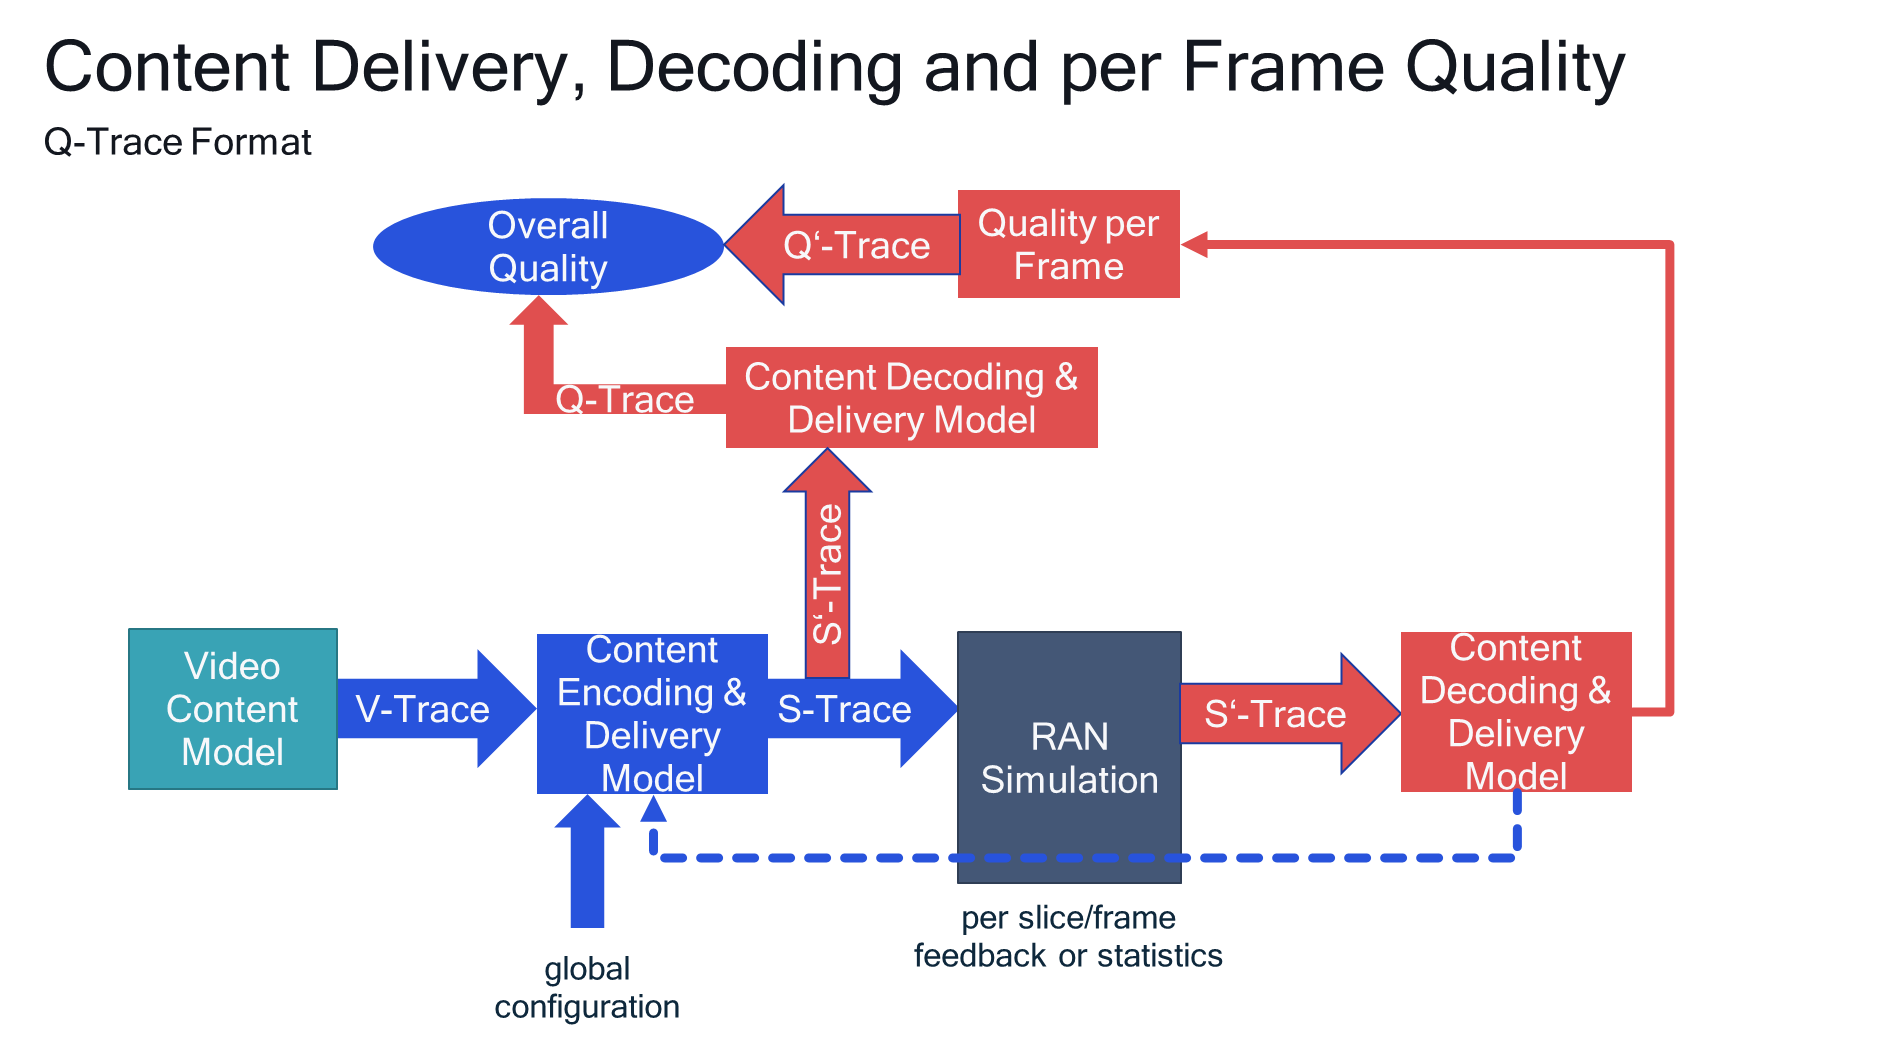 Content Delivery, Decoding and per Frame Quality
Q-Trace Format
Overall
Quality
Q‘-Trace
Quality per
Frame
Q-Trace
Content Decoding &
Delivery Model
S‘-Trace
Video
Content
Model
V-Trace
Content
Encoding &
Delivery
Model
S-Trace
RAN
Simulation
S‘-Trace
Content
Decoding &
Delivery
Model
per slice/frame
feedback or statistics
global
configuration